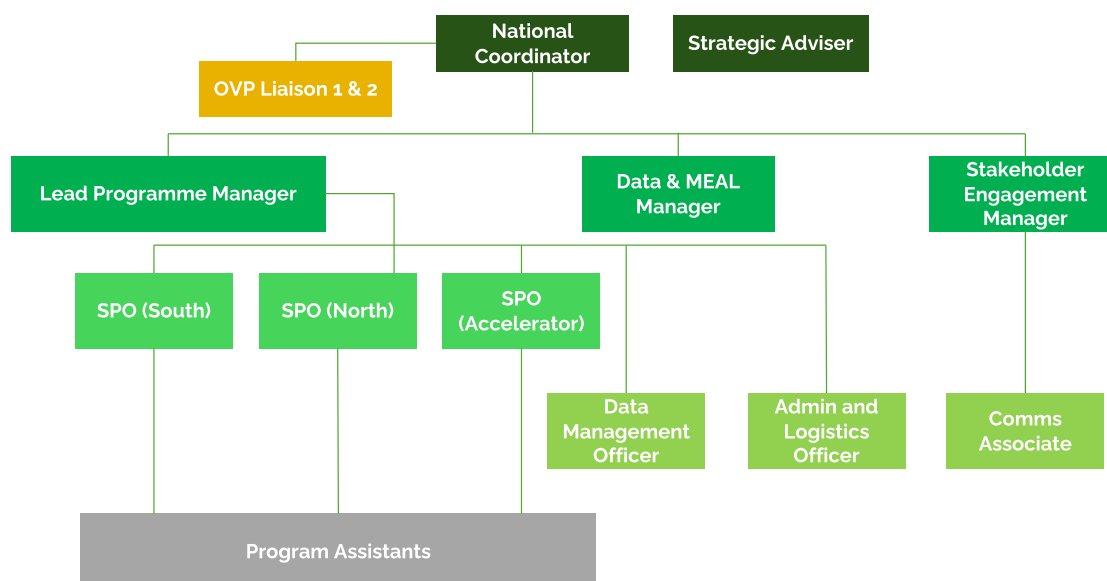 National
Coordinator
Strategic Adviser
OVP Liaison 1 & 2
Lead Programme Manager
Data & MEAL
Manager
Stakeholder
Engagement
Manager
SPO (South)
SPO (North)
SPO
(Accelerator)
Data
Management
Officer
Admin and
Logistics
Officer
Comms
Associate
Program Assistants